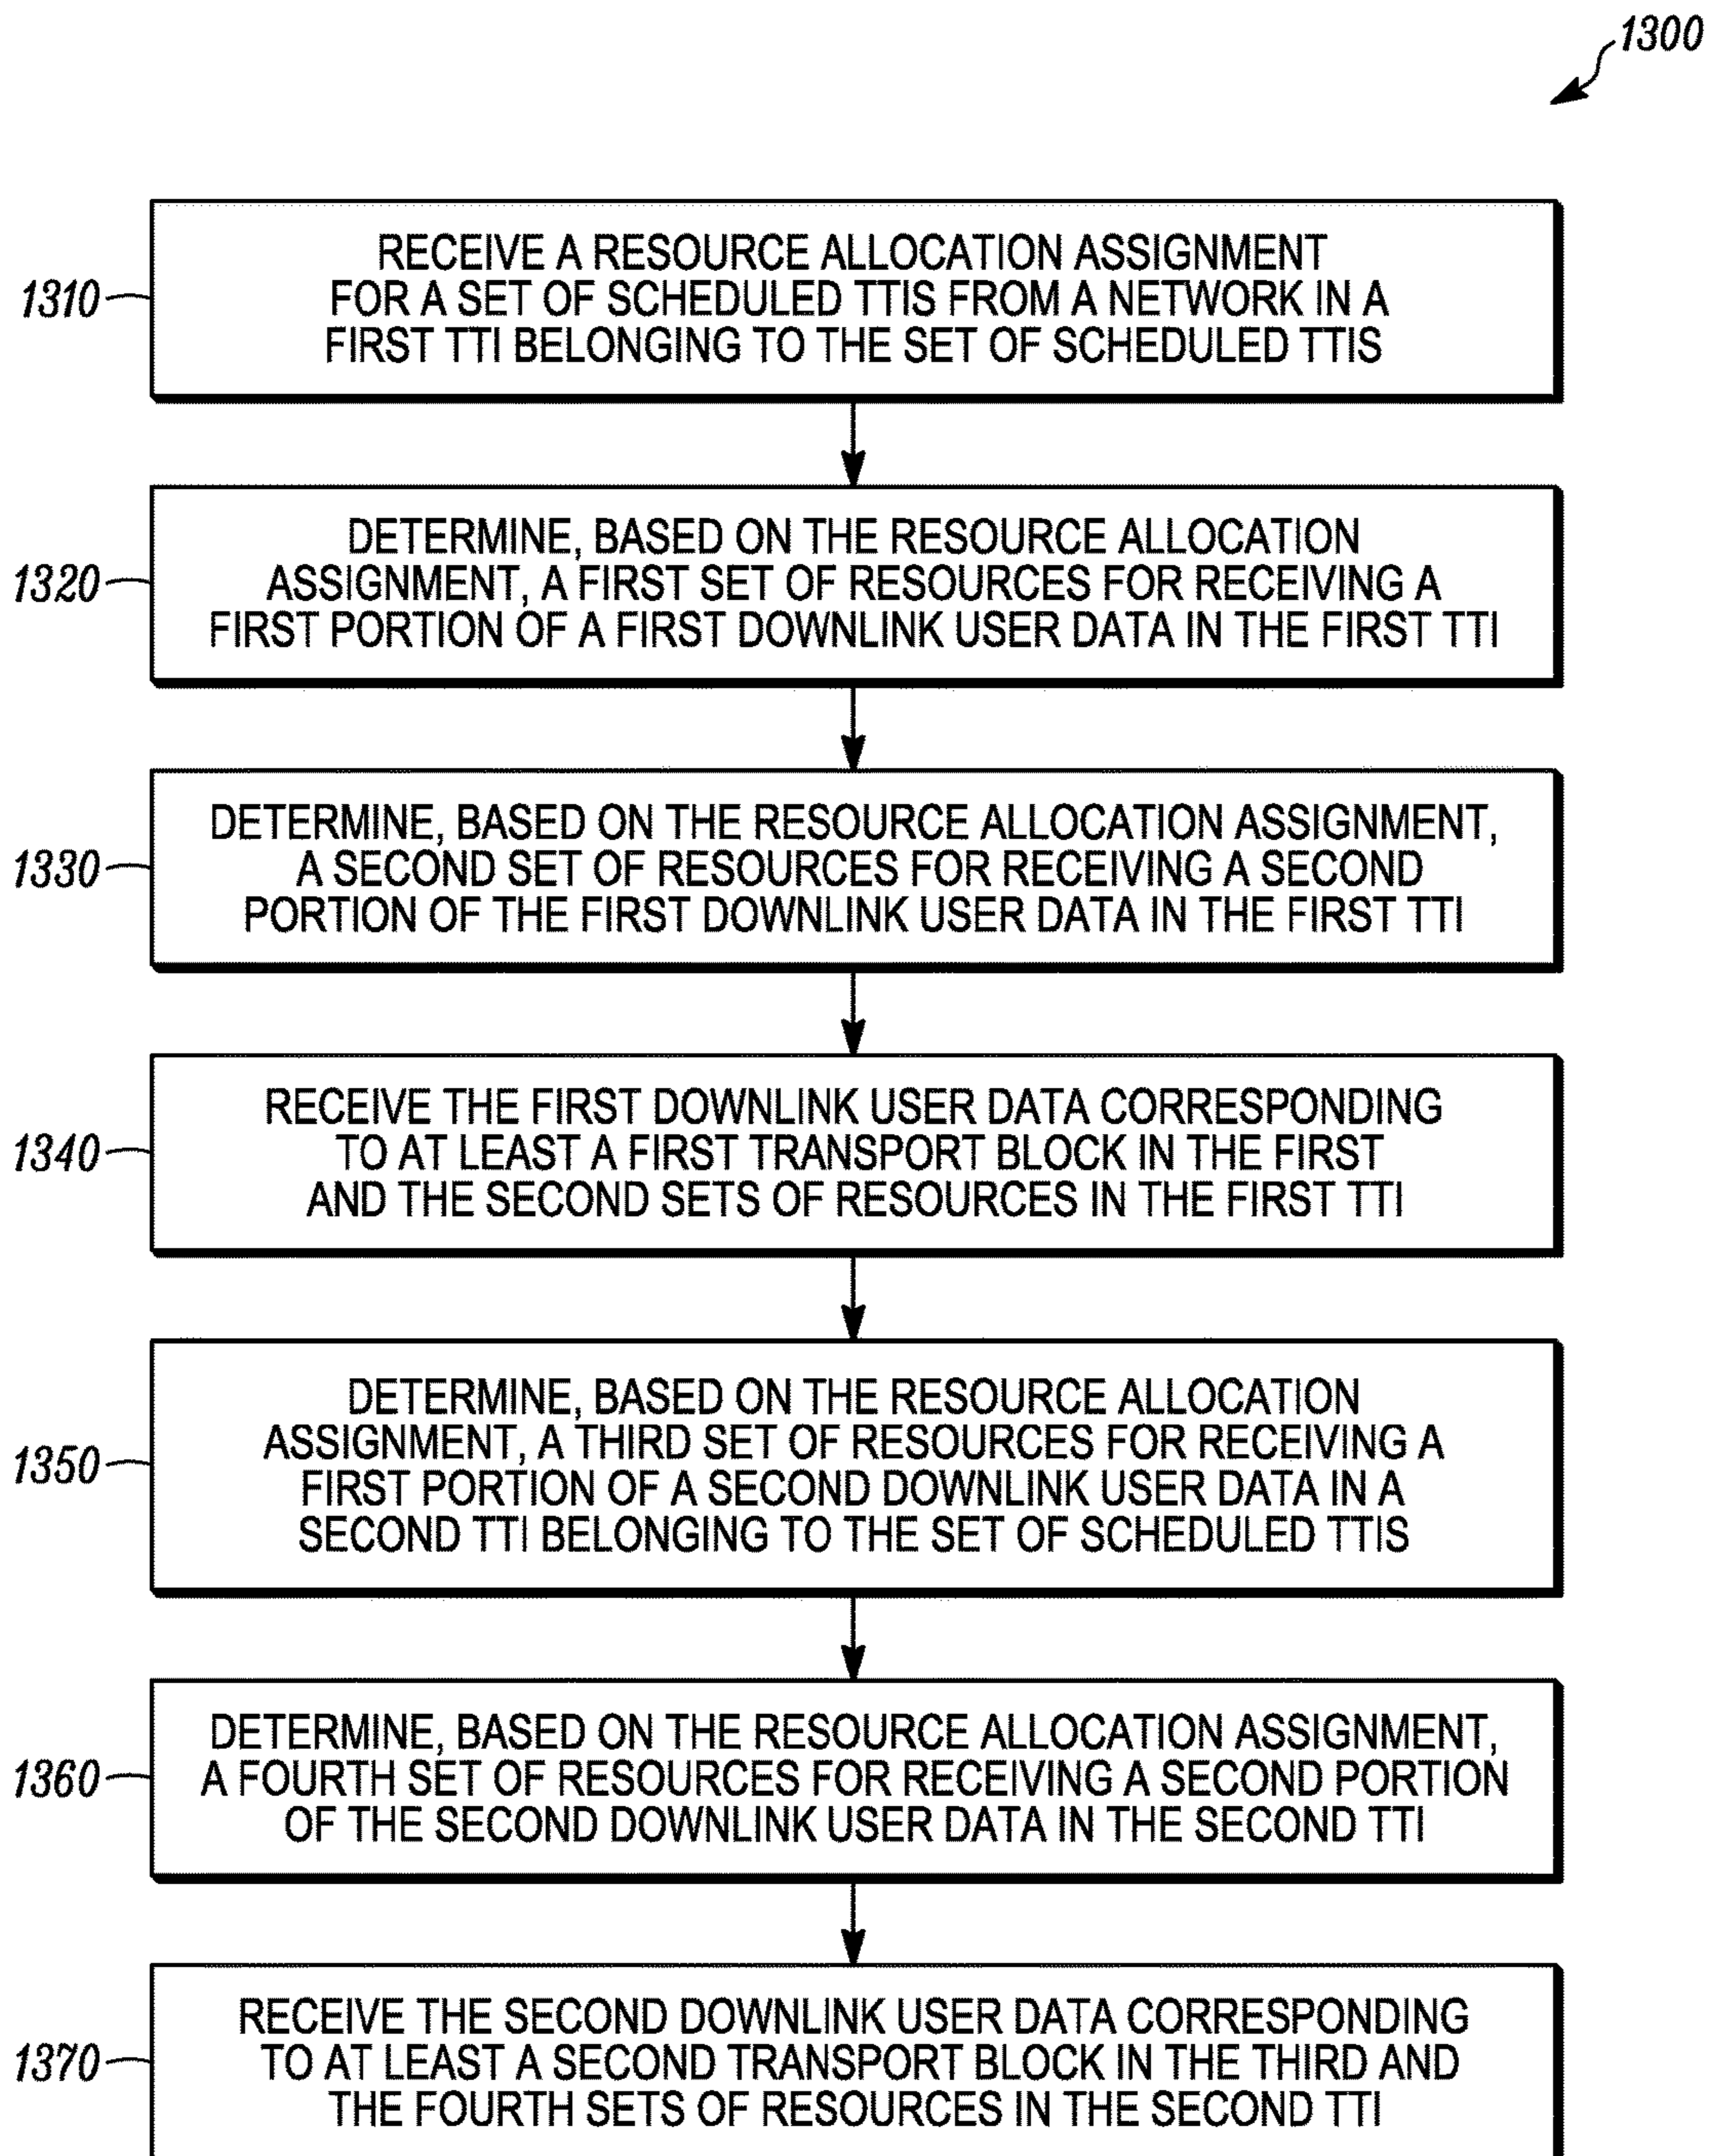 1300
1310
RECEIVE A RESOURCE ALLOCATION ASSIGNMENT
FOR A SET OF SCHEDULED TTIS FROM A NETWORK IN A
FIRST TTI BELONGING TO THE SET OF SCHEDULED TTIS
1320
DETERMINE, BASED ON THE RESOURCE ALLOCATION
ASSIGNMENT, A FIRST SET OF RESOURCES FOR RECEIVING A
FIRST PORTION OF A FIRST DOWNLINK USER DATA IN THE FIRST TTI
1330
DETERMINE, BASED ON THE RESOURCE ALLOCATION ASSIGNMENT,
A SECOND SET OF RESOURCES FOR RECEIVING A SECOND
PORTION OF THE FIRST DOWNLINK USER DATA IN THE FIRST TTI
1340
RECEIVE THE FIRST DOWNLINK USER DATA CORRESPONDING
TO AT LEAST A FIRST TRANSPORT BLOCK IN THE FIRST
AND THE SECOND SETS OF RESOURCES IN THE FIRST TTI
1350
DETERMINE, BASED ON THE RESOURCE ALLOCATION
ASSIGNMENT, A THIRD SET OF RESOURCES FOR RECEIVING A
FIRST PORTION OF A SECOND DOWNLINK USER DATA IN A
SECOND TTI BELONGING TO THE SET OF SCHEDULED TTIS
1360
DETERMINE, BASED ON THE RESOURCE ALLOCATION ASSIGNMENT,
A FOURTH SET OF RESOURCES FOR RECEIVING A SECOND PORTION
OF THE SECOND DOWNLINK USER DATA IN THE SECOND TTI
1370
RECEIVE THE SECOND DOWNLINK USER DATA CORRESPONDING
TO AT LEAST A SECOND TRANSPORT BLOCK IN THE THIRD AND
THE FOURTH SETS OF RESOURCES IN THE SECOND TTI